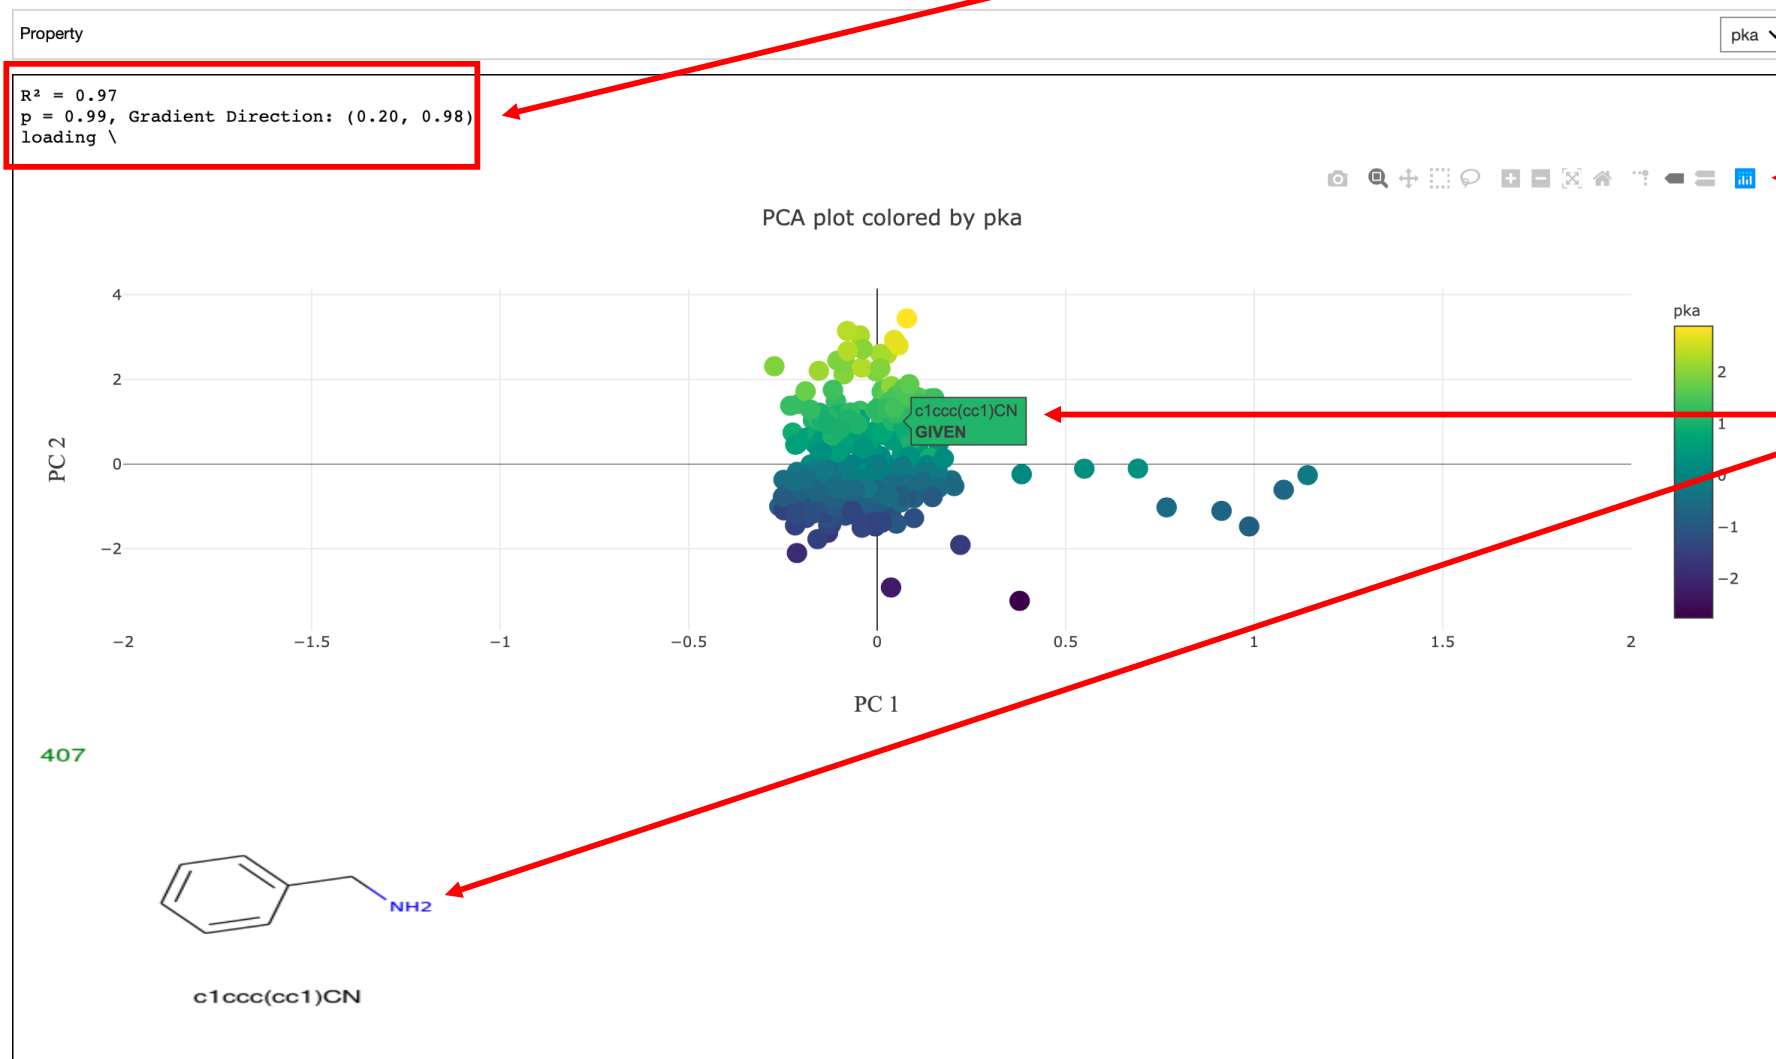 Property
pka
R² = 0.97
p = 0.99, Gradient Direction: (0.20, 0.98)
loading \
PCA plot colored by pka
4
2
0
−2
PC 2
c1ccc(cc1)CN
GIVEN
pka
2
1
0
−1
−2
−2
−1.5
−1
−0.5
0
0.5
1
1.5
2
PC 1
407
NH2
c1ccc(cc1)CN